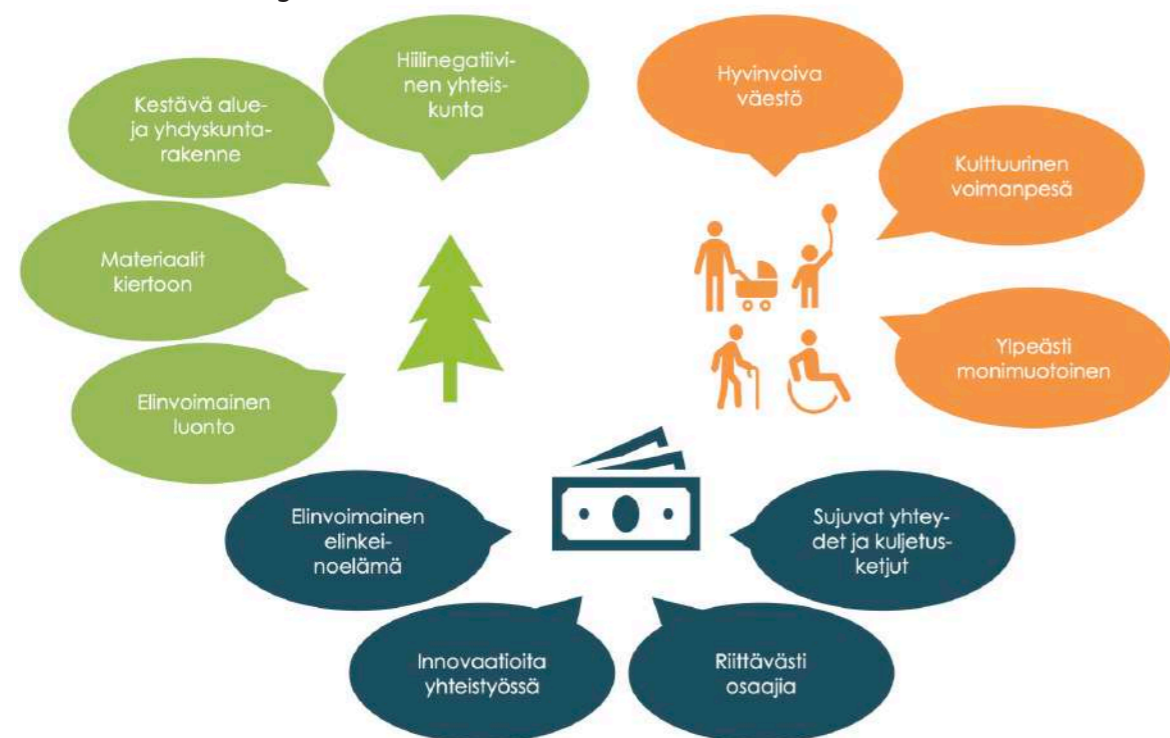 Hiilinegatiivi-
nen yhteis-
kunta
Kestävä alue-
ja yhdyskunta-
rakenne
Materiaalit
kiertoon
Elinvoimainen
luonto
Hyvinvoiva
väestö
Kulttuurinen
voimanpesä
Ylpeästi
monimuotoinen
Elinvoimainen
elinkei-
noelämä
Innovaatioita
yhteistyössä
Riittävästi
osaajia
Sujuvat yhtey-
det ja kuljetus-
ketjut